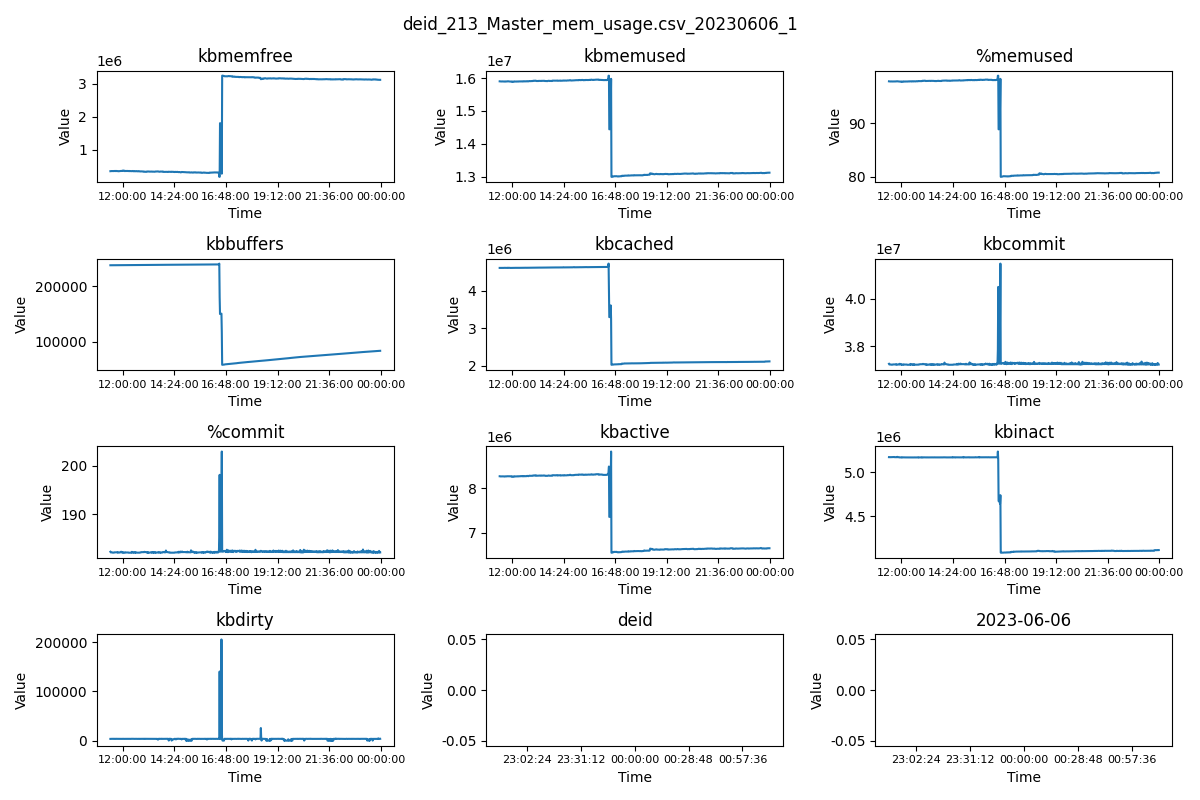 deid_213_Master_mem_usage.csv_20230606_1
kbmemfree
1e6
3
2
1
Value
12:00:00 14:24:00 16:48:00 19:12:00 21:36:00 00:00:00
Time
kbmemused
1e7
1.6
1.5
1.4
1.3
Value
12:00:00 14:24:00 16:48:00 19:12:00 21:36:00 00:00:00
Time
%memused
90
80
Value
12:00:00 14:24:00 16:48:00 19:12:00 21:36:00 00:00:00
Time
kbbuffers
200000
100000
Value
12:00:00 14:24:00 16:48:00 19:12:00 21:36:00 00:00:00
Time
kbcached
1e6
4
3
2
Value
12:00:00 14:24:00 16:48:00 19:12:00 21:36:00 00:00:00
Time
kbcommit
1e7
4.0
3.8
Value
12:00:00 14:24:00 16:48:00 19:12:00 21:36:00 00:00:00
Time
%commit
200
190
Value
12:00:00 14:24:00 16:48:00 19:12:00 21:36:00 00:00:00
Time
kbactive
1e6
8
7
Value
12:00:00 14:24:00 16:48:00 19:12:00 21:36:00 00:00:00
Time
kbinact
1e6
5.0
4.5
Value
12:00:00 14:24:00 16:48:00 19:12:00 21:36:00 00:00:00
Time
kbdirty
200000
100000
0
Value
12:00:00 14:24:00 16:48:00 19:12:00 21:36:00 00:00:00
Time
deid
0.05
0.00
-0.05
Value
23:02:24 23:31:12 00:00:00 00:28:48 00:57:36
Time
2023-06-06
0.05
0.00
-0.05
Value
23:02:24 23:31:12 00:00:00 00:28:48 00:57:36
Time